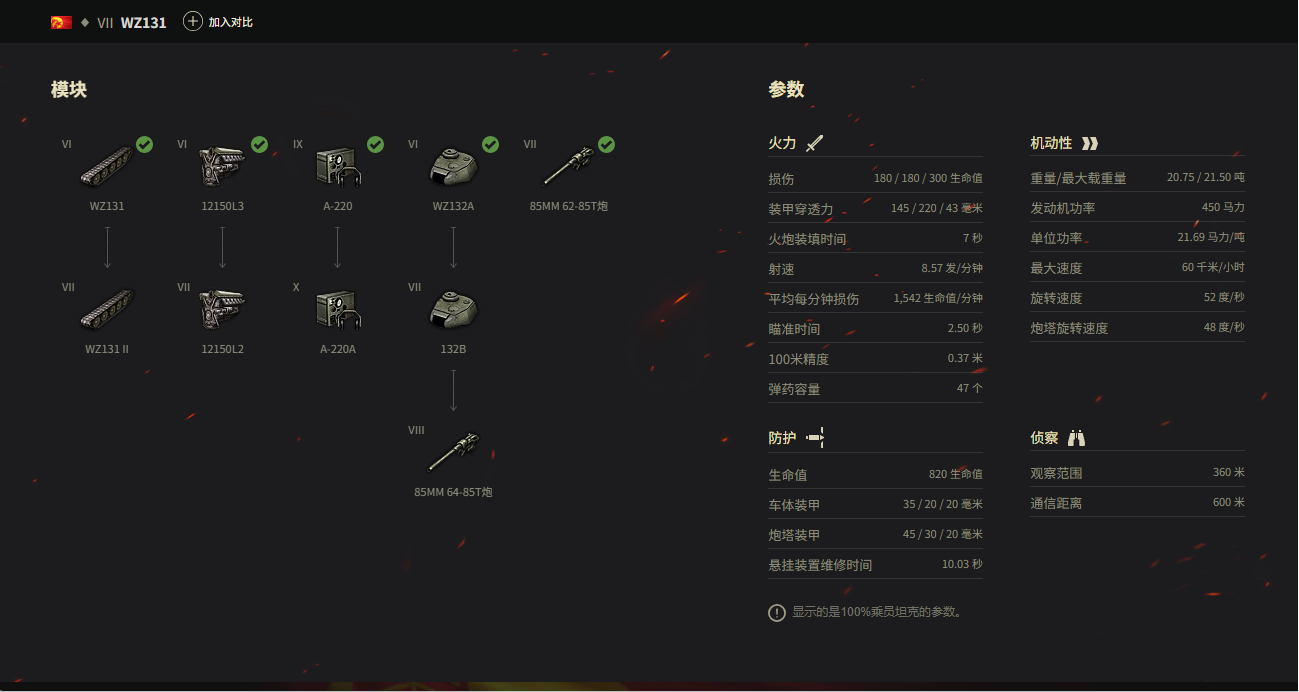 VII WZ131 加入对比
模块
VI VI IX VI VII
WZ131 12150L3 A-220 WZ132A 85MM 62-85T炮
VII VII X VII
WZ131 II 12150L2 A-220A 132B
VIII
85MM 64-85T炮
参数
火力
损伤 180 / 180 / 300 生命值
装甲穿透力 145 / 220 / 43 毫米
火炮装填时间 7 秒
射速 8.57 发/分钟
平均每分钟损伤 1,542 生命值/分钟
瞄准时间 2.50 秒
100米精度 0.37 米
弹药容量 47 个
机动性
重量/最大载重量 20.75 / 21.50 吨
发动机功率 450 马力
单位功率 21.69 马力/吨
最大速度 60 千米/小时
旋转速度 52 度/秒
炮塔旋转速度 48 度/秒
防护
生命值 820 生命值
车体装甲 35 / 20 / 20 毫米
炮塔装甲 45 / 30 / 20 毫米
悬挂装置维修时间 10.03 秒
侦察
观察范围 360 米
通信距离 600 米
显示的是100%乘员坦克的参数。